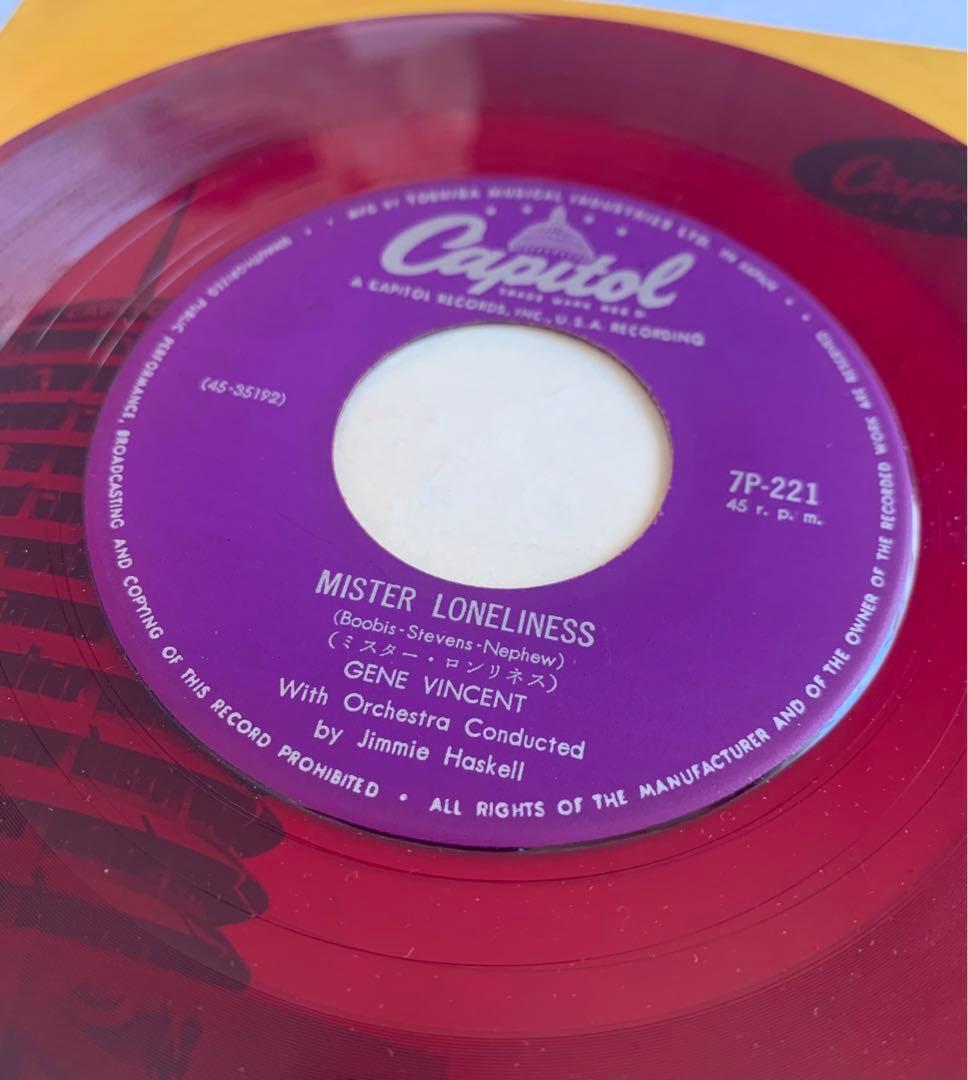 MFD BY TOSHIBA MUSICAL INDUSTRIES LTD. IN JAPAN
Capitol
TRADE MARK REG'D
A CAPITOL RECORDS, INC., U.S.A. RECORDING
(45-35192)
7P-221
45 r. p. m.
MISTER LONELINESS
(Boobis-Stevens-Nephew)
(ミスター・ロンリネス)
GENE VINCENT
With Orchestra Conducted
by Jimmie Haskell
UNAUTHORIZED PUBLIC PERFORMANCE, BROADCASTING AND COPYING OF THIS RECORD PROHIBITED • ALL RIGHTS OF THE MANUFACTURER AND OF THE OWNER OF THE RECORDED WORK ARE RESERVED